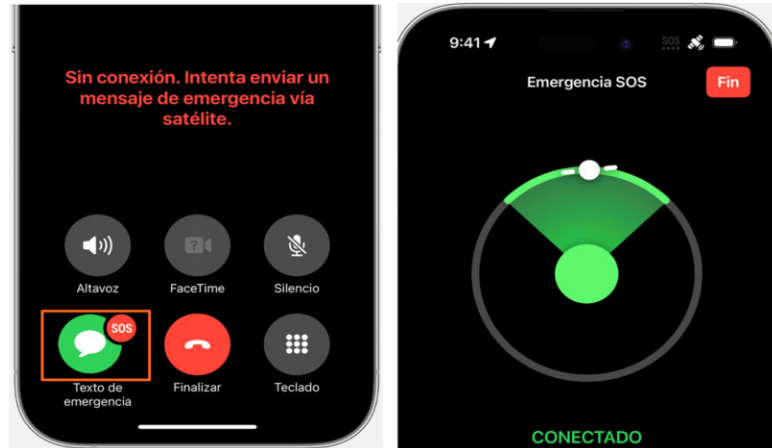 Sin conexión. Intenta enviar un
mensaje de emergencia vía
satélite.
Altavoz
FaceTime
Silencio
SOS
Texto de
emergencia
Finalizar
Teclado
9:41
SOS
Emergencia SOS
Fin
CONECTADO